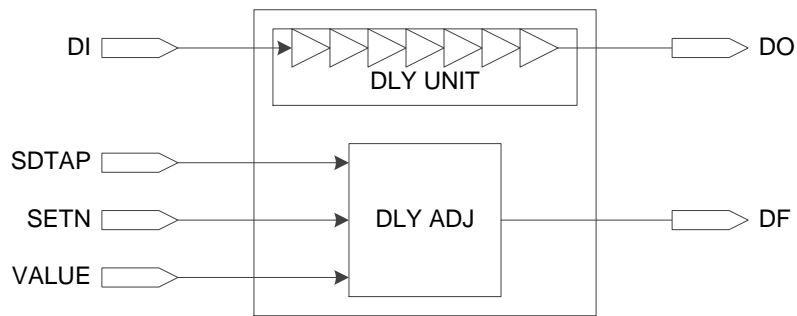 DI
DO
DLY UNIT
SDTAP
SETN
DLY ADJ
DF
VALUE